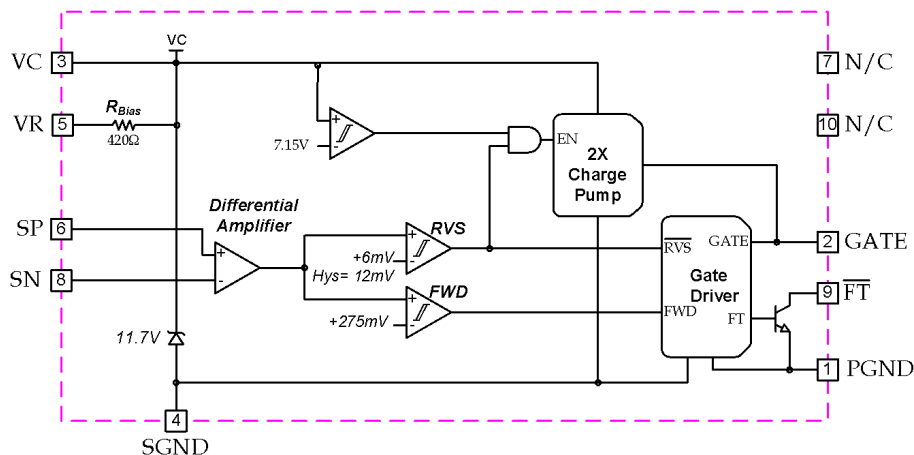 VC
VC
3
7
N/C
VR
5
R_Bias
420Ω
10
N/C
+
7.15V
-
EN
2X
Charge
Pump
SP
6
Differential
Amplifier
RVS
+
-
+
+6mV
-
Hys= 12mV
RVS
GATE
2
GATE
SN
8
Gate
Driver
FWD
+
+275mV
-
FWD
FT
9
FT
11.7V
1
PGND
4
SGND